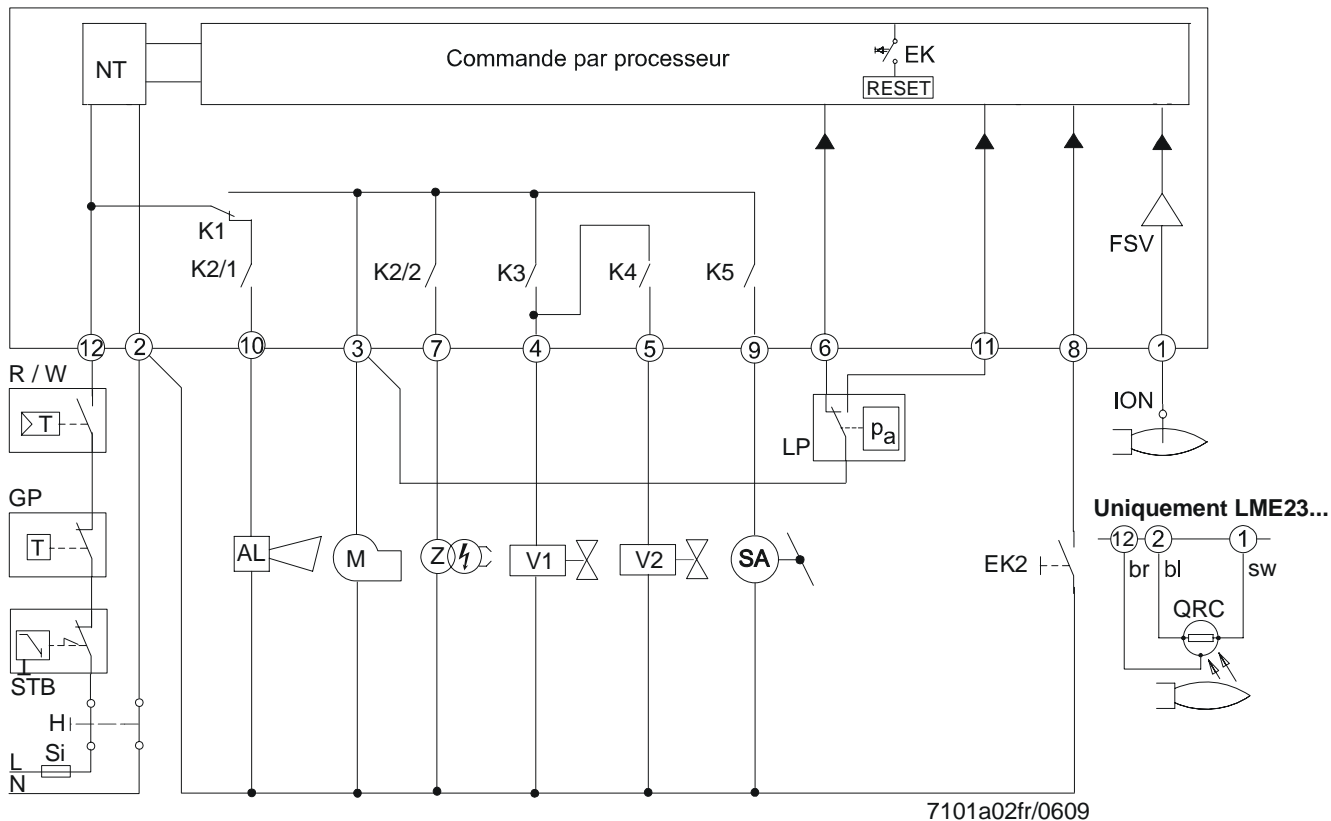 NT
Commande par processeur
EK
RESET
FSV
K1
K2/1
K2/2
K3
K4
K5
12
2
10
3
7
4
5
9
6
11
8
1
R / W
T
GP
T
STB
H
Si
L
N
AL
M
Z
V1
V2
SA
LP
pa
EK2
ION
Uniquement LME23...
12
2
1
br
bl
sw
QRC
7101a02fr/0609